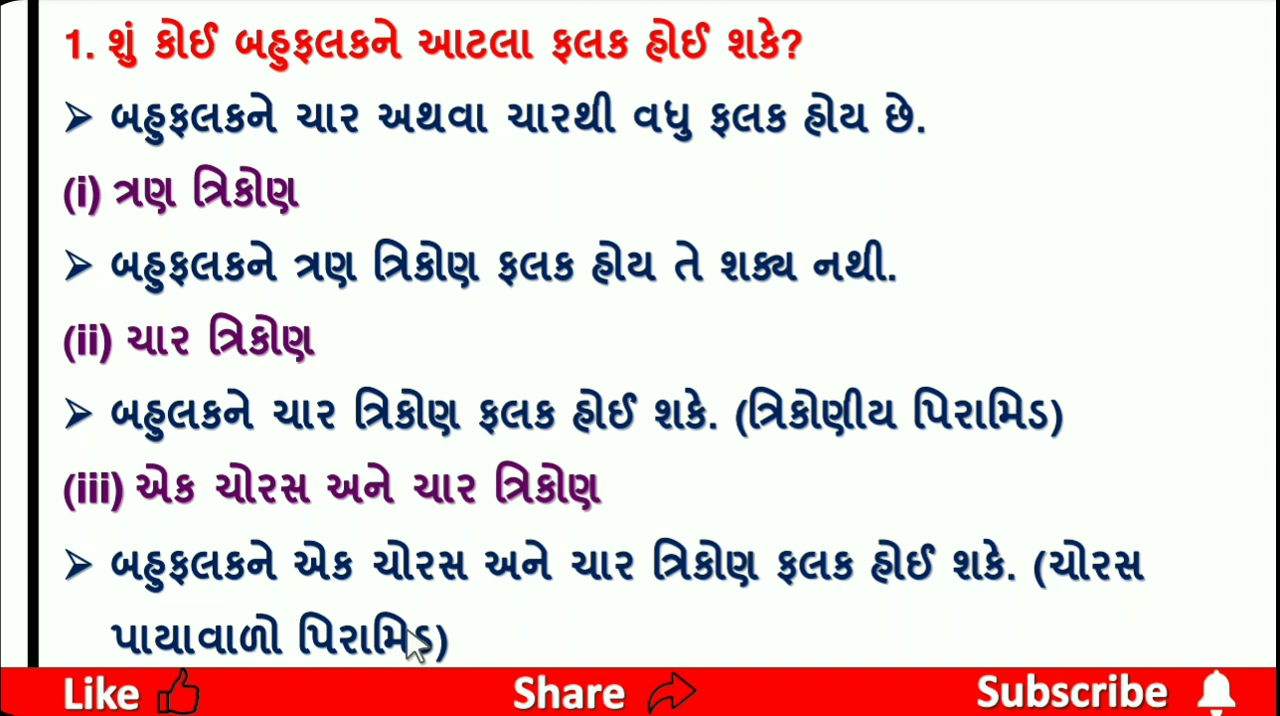 1. શું કોઈ બહુફલકને આટલા ફલક હોઈ શકે?
➢ બહુફલકને ચાર અથવા ચારથી વધુ ફલક હોય છે.
(i) ત્રણ ત્રિકોણ
➢ બહુફલકને ત્રણ ત્રિકોણ ફલક હોય તે શક્ય નથી.
(ii) ચાર ત્રિકોણ
➢ બહુલકને ચાર ત્રિકોણ ફલક હોઈ શકે. (ત્રિકોણીય પિરામિડ)
(iii) એક ચોરસ અને ચાર ત્રિકોણ
➢ બહુફલકને એક ચોરસ અને ચાર ત્રિકોણ ફલક હોઈ શકે. (ચોરસ
પાયાવાળો પિરામિડ)
Like Share Subscribe